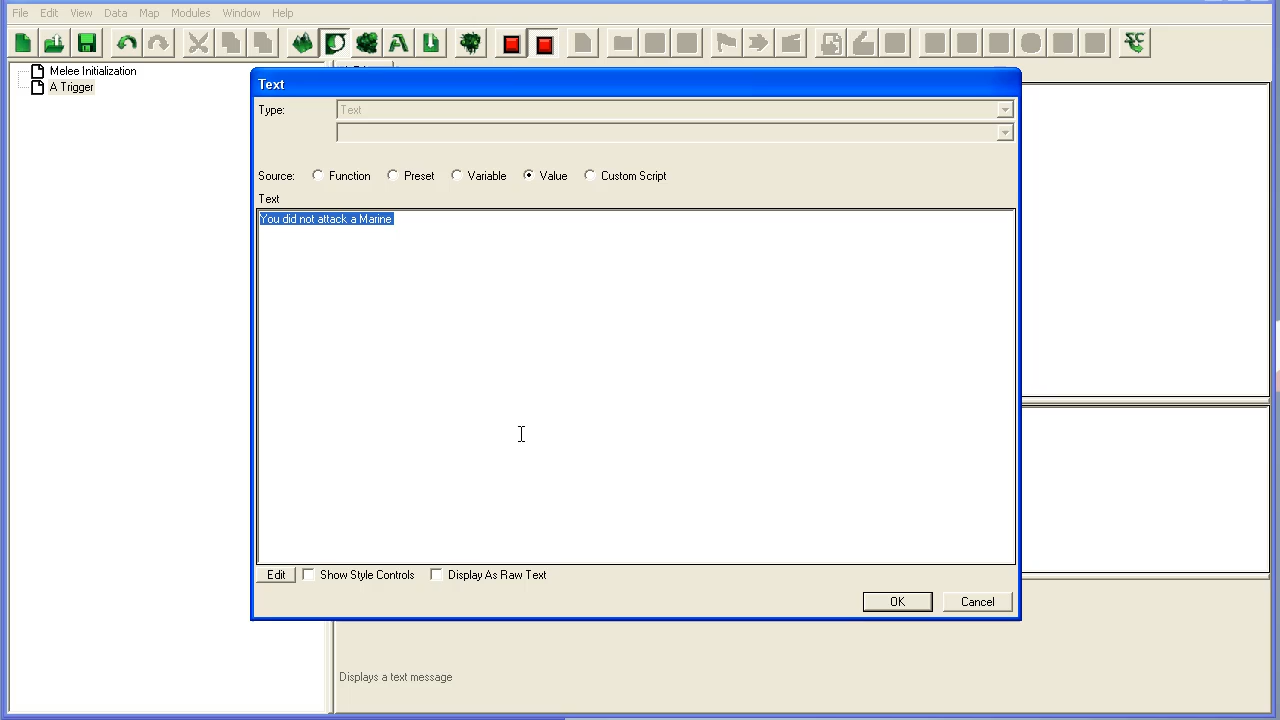 File Edit View Data Map Modules Window Help
Melee Initialization
A Trigger
Text
Type: Text
Source: Function Preset Variable Value Custom Script
Text
You did not attack a Marine
Edit Show Style Controls Display As Raw Text
OK Cancel
Displays a text message